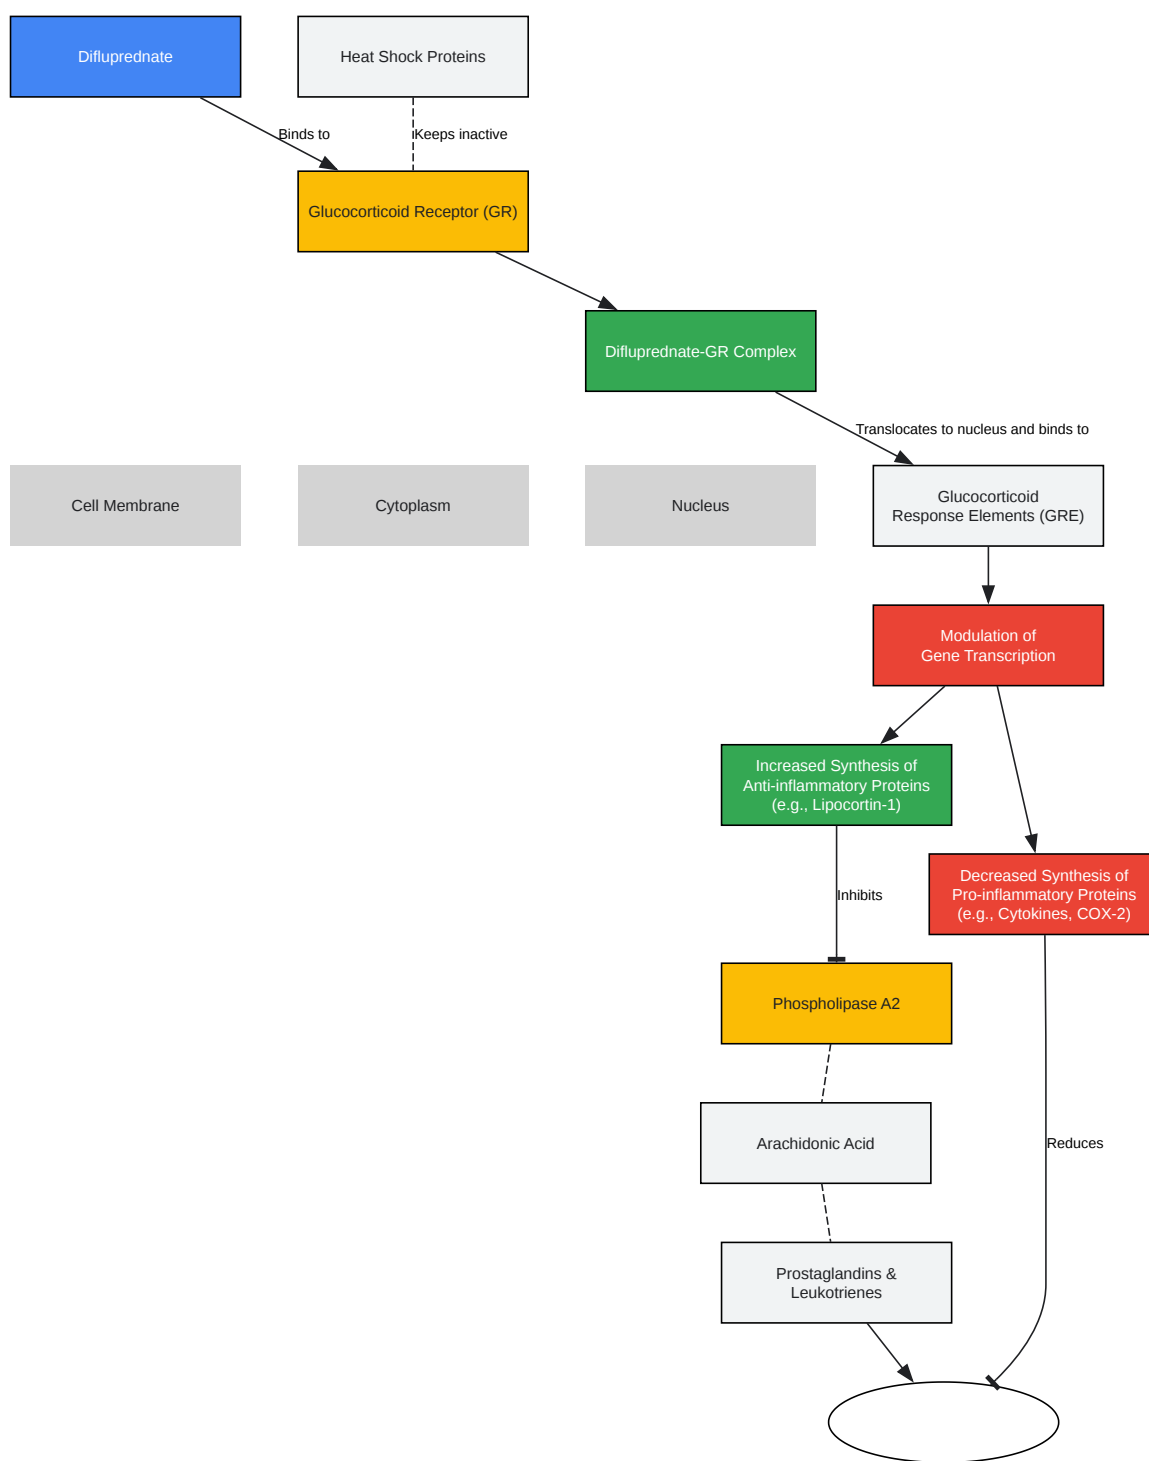 Difluprednate
Heat Shock Proteins
Binds to
Keeps inactive
Glucocorticoid Receptor (GR)
Difluprednate-GR Complex
Translocates to nucleus and binds to
Cell Membrane
Cytoplasm
Nucleus
Glucocorticoid
Response Elements (GRE)
Modulation of
Gene Transcription
Increased Synthesis of
Anti-inflammatory Proteins
(e.g., Lipocortin-1)
Decreased Synthesis of
Pro-inflammatory Proteins
(e.g., Cytokines, COX-2)
Inhibits
Phospholipase A2
Arachidonic Acid
Reduces
Prostaglandins &
Leukotrienes